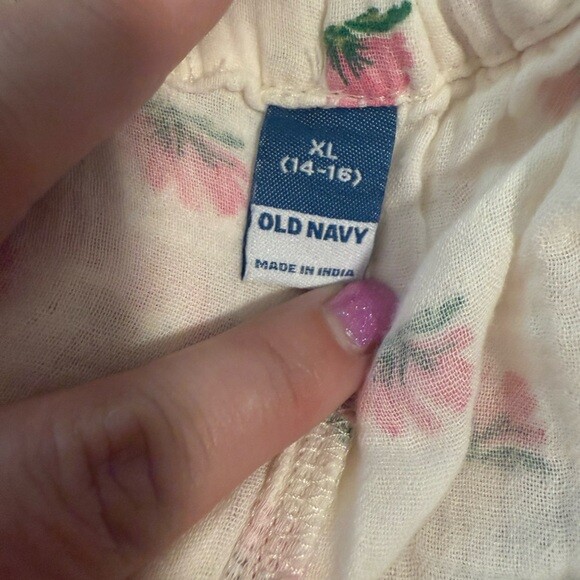 XL
(14-16)
OLD NAVY
MADE IN INDIA